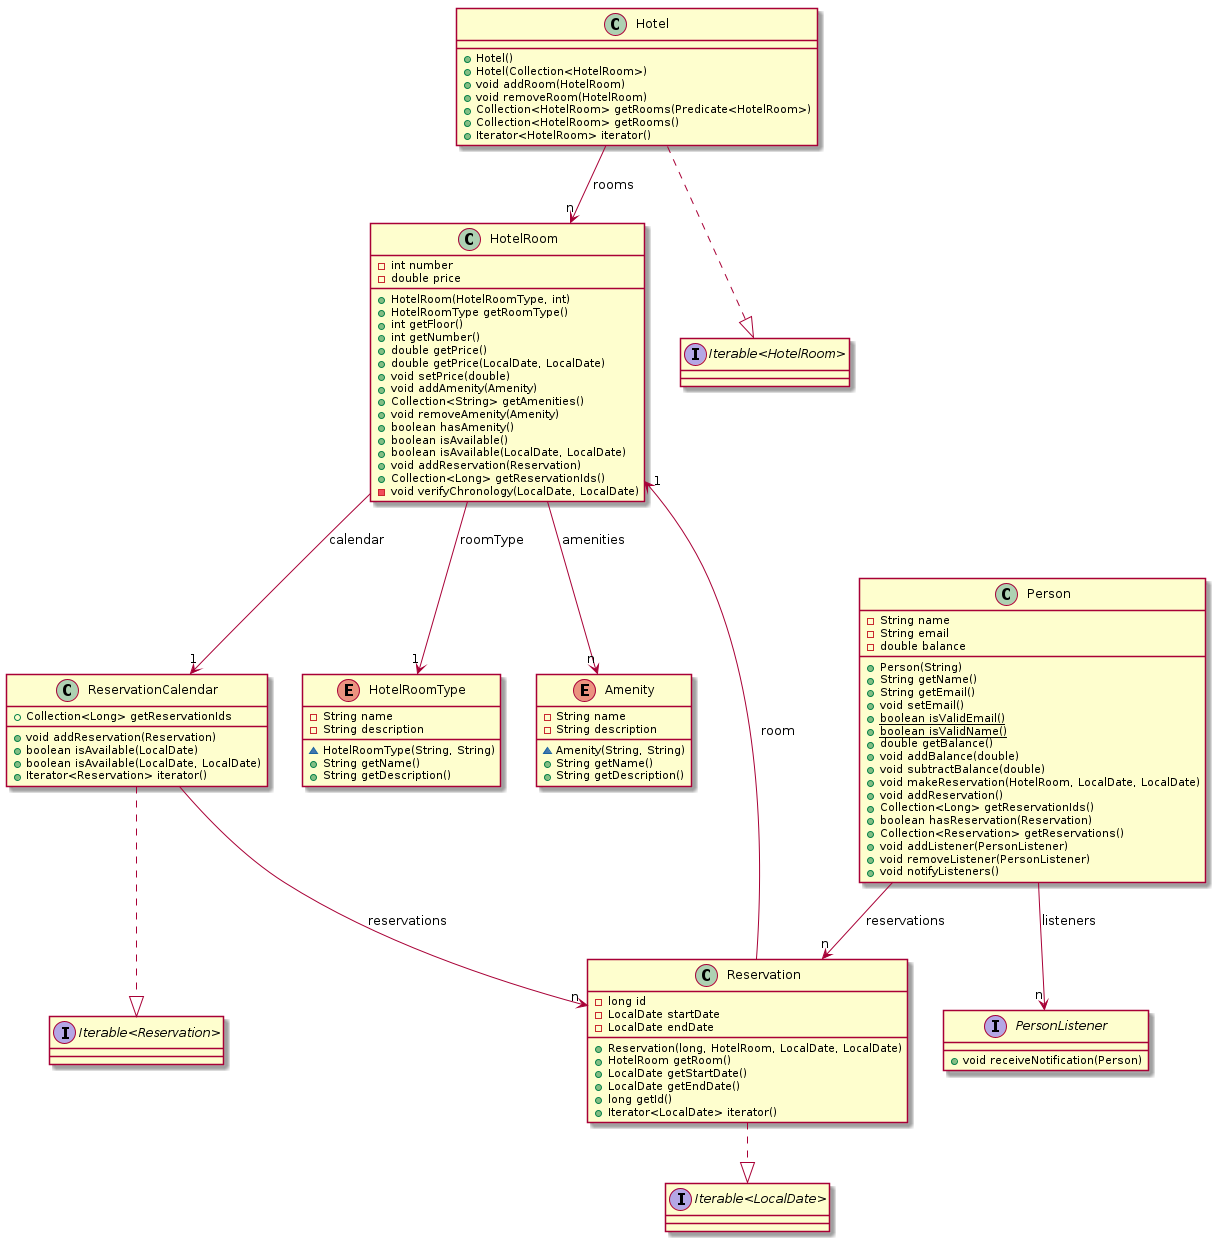 C Hotel
Hotel()
Hotel(Collection<HotelRoom>)
void addRoom(HotelRoom)
void removeRoom(HotelRoom)
Collection<HotelRoom> getRooms(Predicate<HotelRoom>)
Collection<HotelRoom> getRooms()
Iterator<HotelRoom> iterator()
rooms
n
C HotelRoom
int number
double price
HotelRoom(HotelRoomType, int)
HotelRoomType getRoomType()
int getFloor()
int getNumber()
double getPrice()
double getPrice(LocalDate, LocalDate)
void setPrice(double)
void addAmenity(Amenity)
Collection<String> getAmenities()
void removeAmenity(Amenity)
boolean hasAmenity()
boolean isAvailable()
boolean isAvailable(LocalDate, LocalDate)
void addReservation(Reservation)
Collection<Long> getReservationIds()
void verifyChronology(LocalDate, LocalDate)
I Iterable<HotelRoom>
1
calendar
roomType
amenities
1
1
n
C ReservationCalendar
Collection<Long> getReservationIds
void addReservation(Reservation)
boolean isAvailable(LocalDate)
boolean isAvailable(LocalDate, LocalDate)
Iterator<Reservation> iterator()
E HotelRoomType
String name
String description
HotelRoomType(String, String)
String getName()
String getDescription()
E Amenity
String name
String description
Amenity(String, String)
String getName()
String getDescription()
room
C Person
String name
String email
double balance
Person(String)
String getName()
String getEmail()
void setEmail()
boolean isValidEmail()
boolean isValidName()
double getBalance()
void addBalance(double)
void subtractBalance(double)
void makeReservation(HotelRoom, LocalDate, LocalDate)
void addReservation()
Collection<Long> getReservationIds()
boolean hasReservation(Reservation)
Collection<Reservation> getReservations()
void addListener(PersonListener)
void removeListener(PersonListener)
void notifyListeners()
reservations
reservations
listeners
n
n
n
I Iterable<Reservation>
C Reservation
long id
LocalDate startDate
LocalDate endDate
Reservation(long, HotelRoom, LocalDate, LocalDate)
HotelRoom getRoom()
LocalDate getStartDate()
LocalDate getEndDate()
long getId()
Iterator<LocalDate> iterator()
I PersonListener
void receiveNotification(Person)
I Iterable<LocalDate>